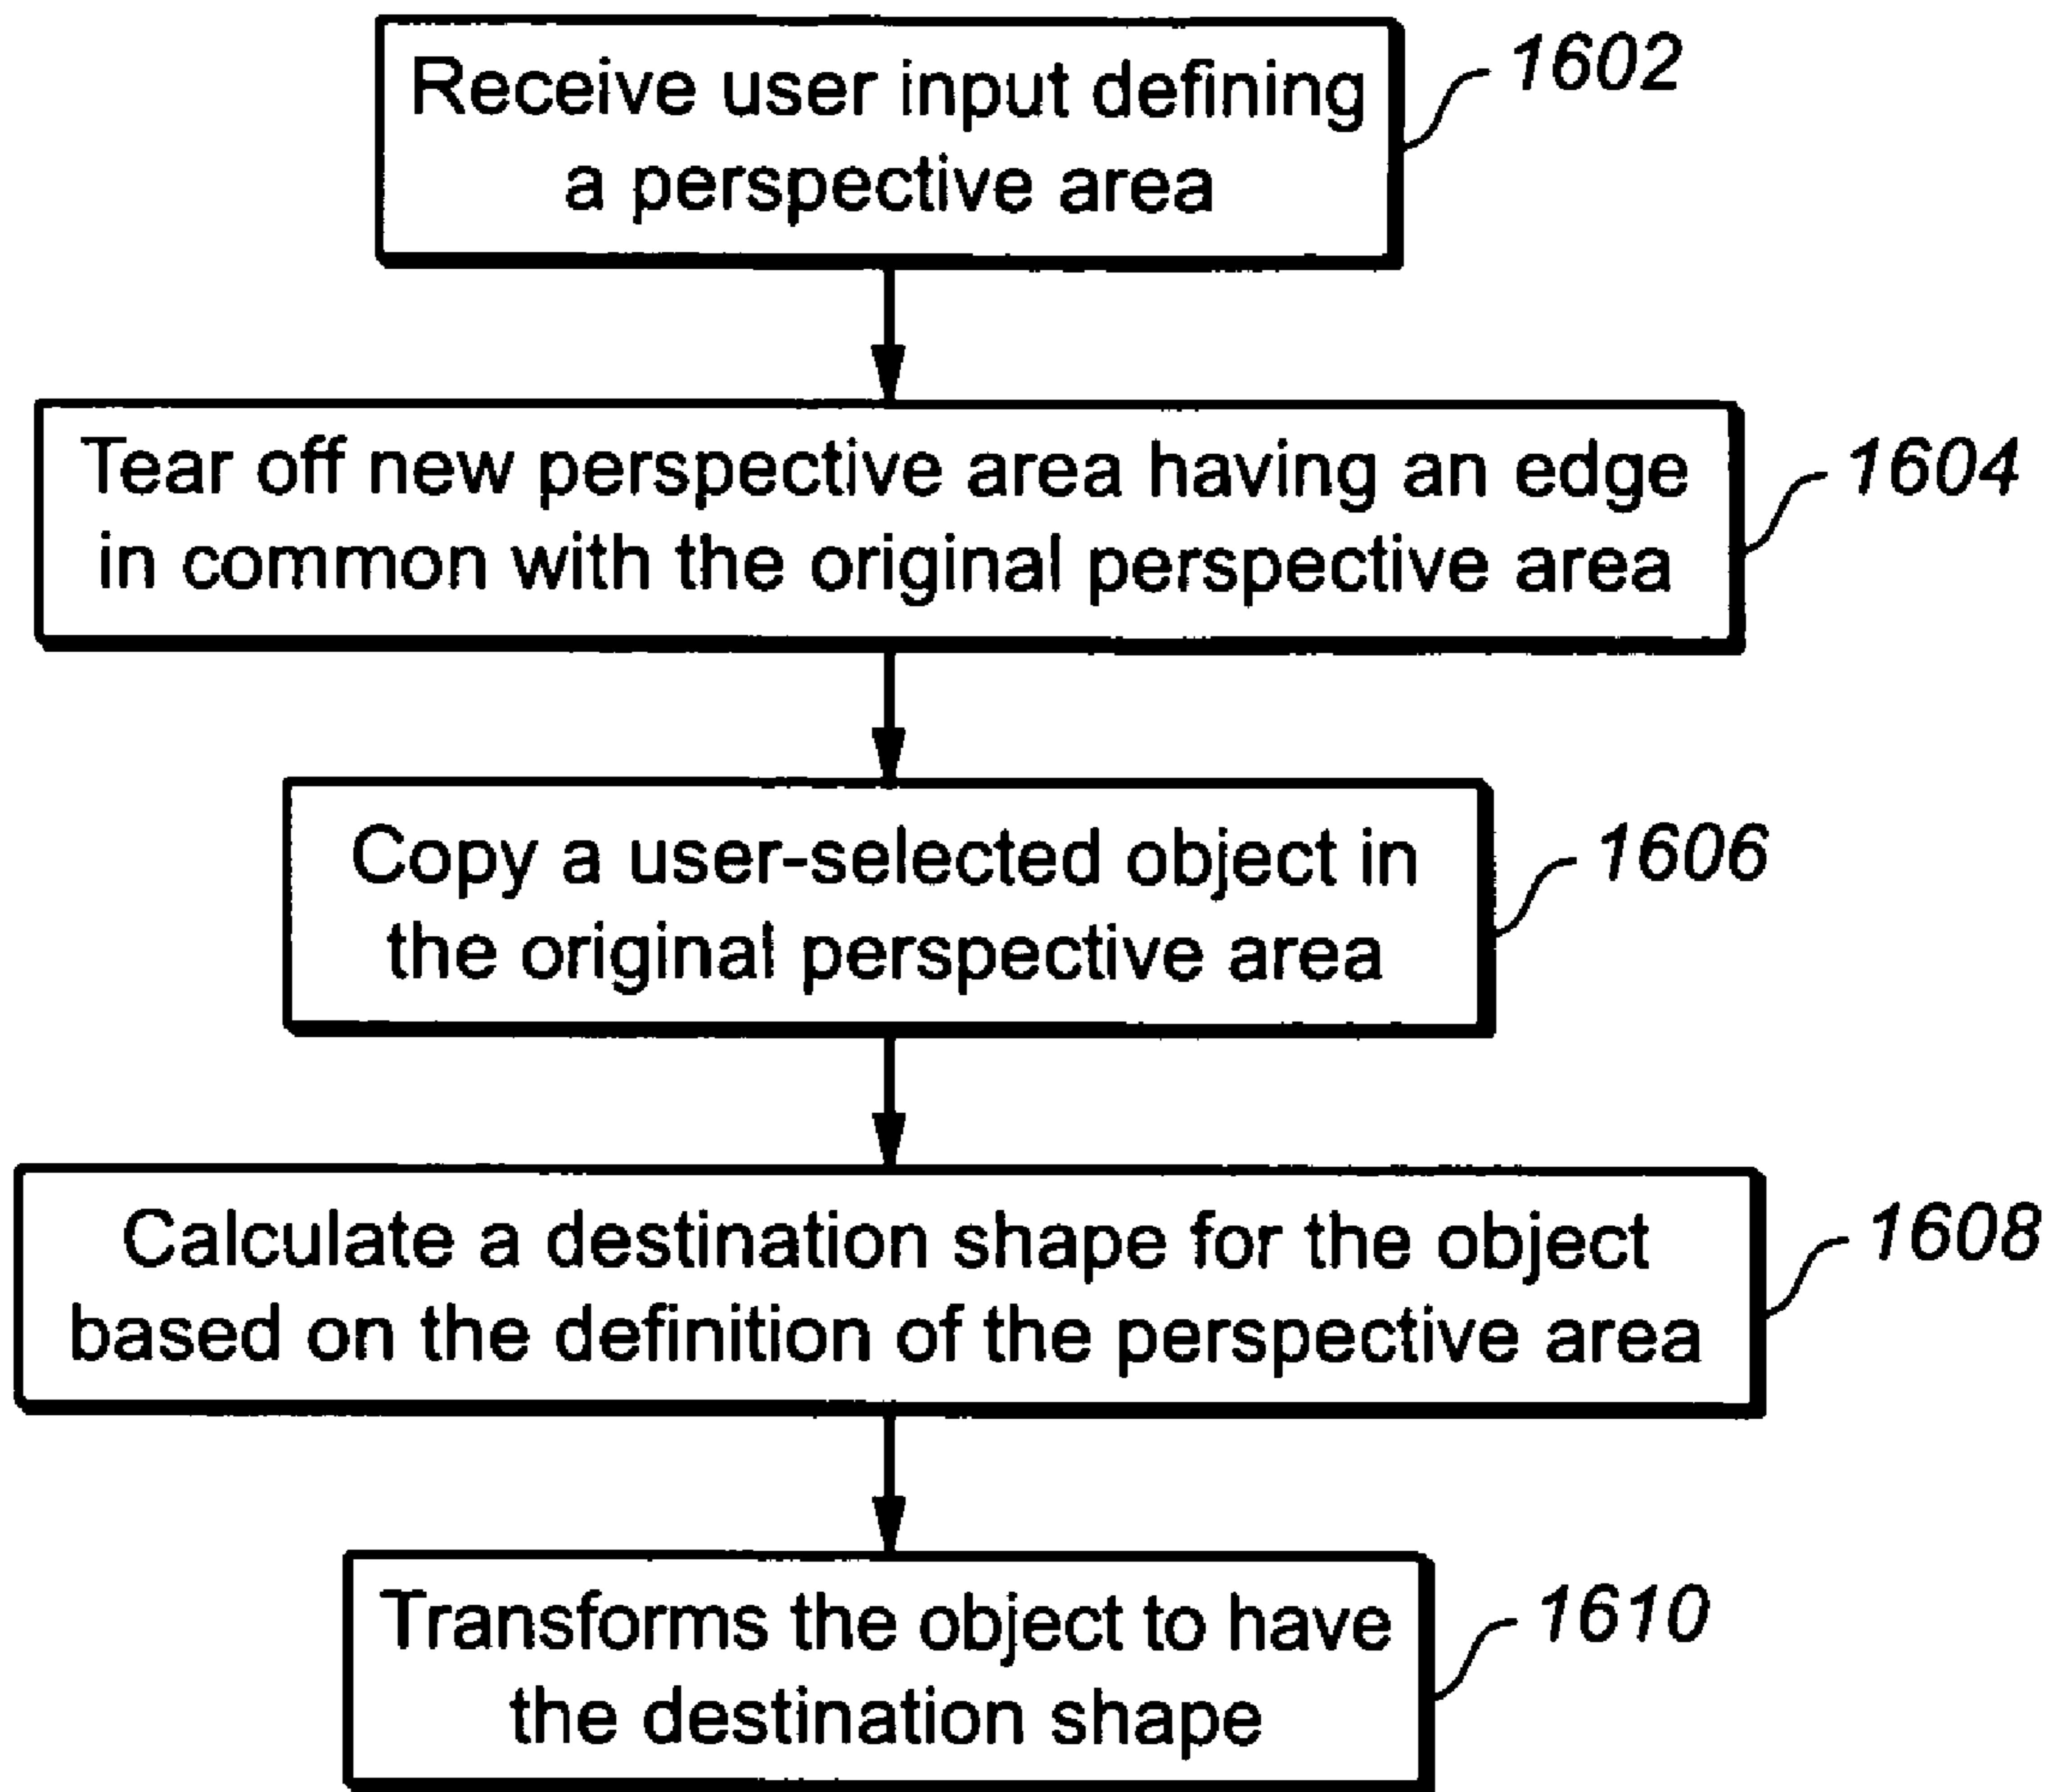 Receive user input defining
a perspective area
1602
Tear off new perspective area having an edge
in common with the original perspective area
1604
Copy a user-selected object in
the original perspective area
1606
Calculate a destination shape for the object
based on the definition of the perspective area
1608
Transforms the object to have
the destination shape
1610